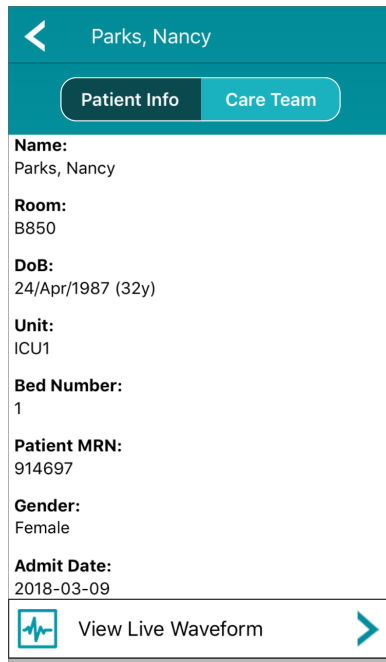 Parks, Nancy
Patient Info
Care Team
Name:
Parks, Nancy
Room:
B850
DoB:
24/Apr/1987 (32y)
Unit:
ICU1
Bed Number:
1
Patient MRN:
914697
Gender:
Female
Admit Date:
2018-03-09
View Live Waveform